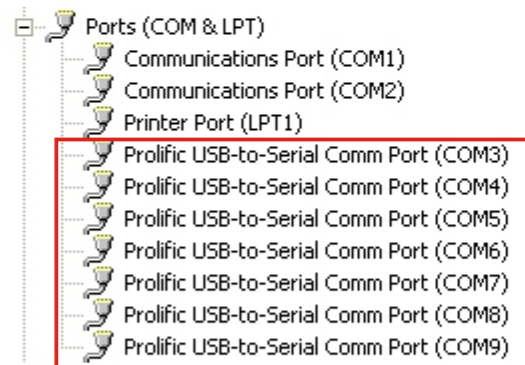 Ports (COM & LPT)
Communications Port (COM1)
Communications Port (COM2)
Printer Port (LPT1)
Prolific USB-to-Serial Comm Port (COM3)
Prolific USB-to-Serial Comm Port (COM4)
Prolific USB-to-Serial Comm Port (COM5)
Prolific USB-to-Serial Comm Port (COM6)
Prolific USB-to-Serial Comm Port (COM7)
Prolific USB-to-Serial Comm Port (COM8)
Prolific USB-to-Serial Comm Port (COM9)